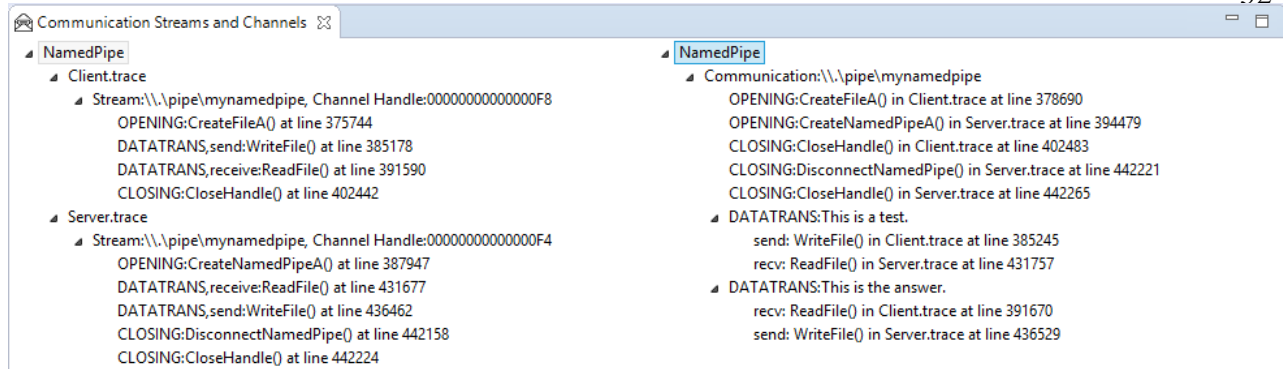 Communication Streams and Channels
NamedPipe
Client.trace
Stream:\\.\pipe\mynamedpipe, Channel Handle:00000000000000F8
OPENING:CreateFileA() at line 375744
DATATRANS,send:WriteFile() at line 385178
DATATRANS,receive:ReadFile() at line 391590
CLOSING:CloseHandle() at line 402442
Server.trace
Stream:\\.\pipe\mynamedpipe, Channel Handle:00000000000000F4
OPENING:CreateNamedPipeA() at line 387947
DATATRANS,receive:ReadFile() at line 431677
DATATRANS,send:WriteFile() at line 436462
CLOSING:DisconnectNamedPipe() at line 442158
CLOSING:CloseHandle() at line 442224
NamedPipe
Communication:\\.\pipe\mynamedpipe
OPENING:CreateFileA() in Client.trace at line 378690
OPENING:CreateNamedPipeA() in Server.trace at line 394479
CLOSING:CloseHandle() in Client.trace at line 402483
CLOSING:DisconnectNamedPipe() in Server.trace at line 442221
CLOSING:CloseHandle() in Server.trace at line 442265
DATATRANS:This is a test.
send: WriteFile() in Client.trace at line 385245
recv: ReadFile() in Server.trace at line 431757
DATATRANS:This is the answer.
recv: ReadFile() in Client.trace at line 391670
send: WriteFile() in Server.trace at line 436529